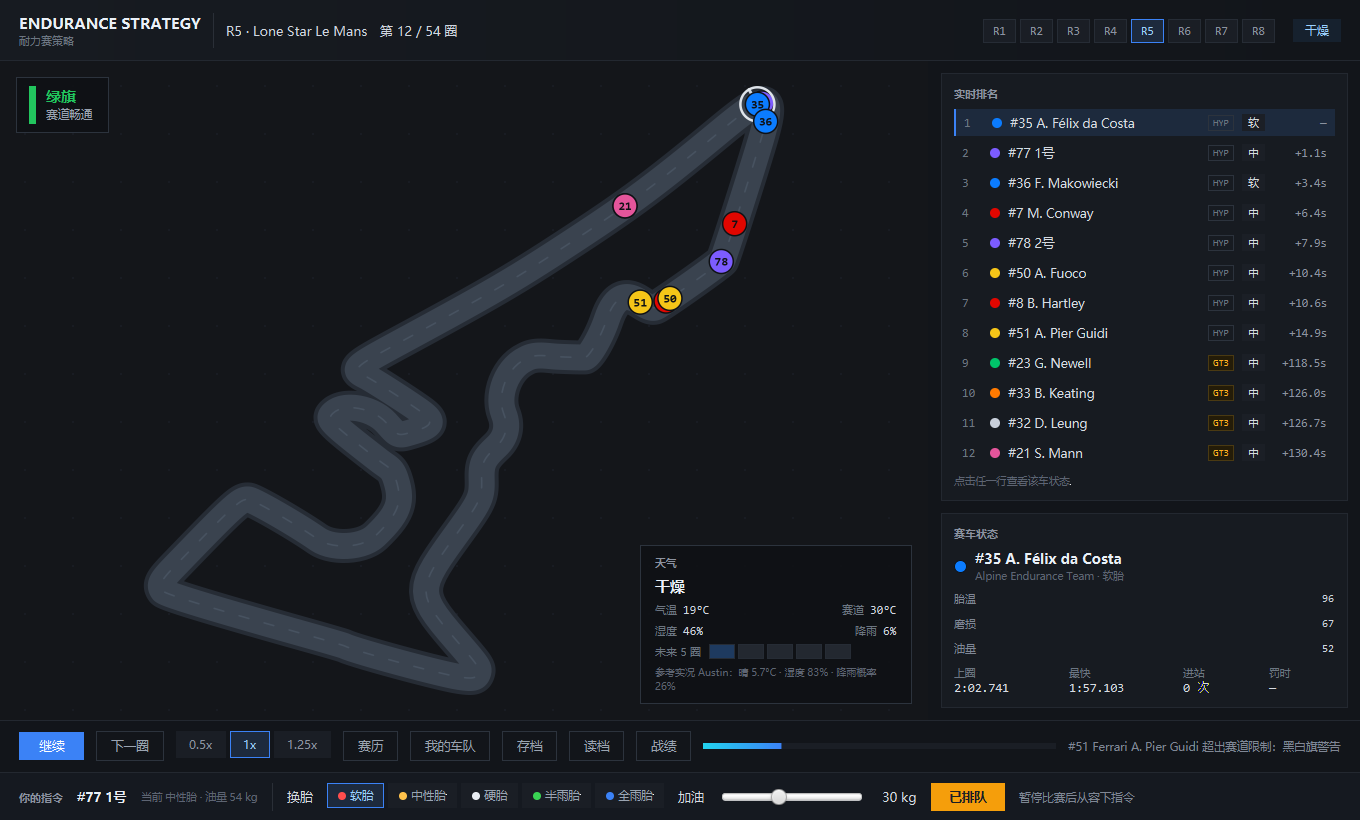 ENDURANCE STRATEGY
耐力赛策略
R5 · Lone Star Le Mans 第 12 / 54 圈
R1 R2 R3 R4 R5 R6 R7 R8 干燥
绿旗
赛道畅通
35
36
21
7
78
51 50
实时排名
1 #35 A. Félix da Costa HYP 软 —
2 #77 1号 HYP 中 +1.1s
3 #36 F. Makowiecki HYP 软 +3.4s
4 #7 M. Conway HYP 中 +6.4s
5 #78 2号 HYP 中 +7.9s
6 #50 A. Fuoco HYP 中 +10.4s
7 #8 B. Hartley HYP 中 +10.6s
8 #51 A. Pier Guidi HYP 中 +14.9s
9 #23 G. Newell GT3 中 +118.5s
10 #33 B. Keating GT3 中 +126.0s
11 #32 D. Leung GT3 中 +126.7s
12 #21 S. Mann GT3 中 +130.4s
点击任一行查看该车状态.
天气
干燥
气温 19°C 赛道 30°C
湿度 46% 降雨 6%
未来 5 圈
参考实况 Austin: 晴 5.7°C · 湿度 83% · 降雨概率
26%
赛车状态
#35 A. Félix da Costa
Alpine Endurance Team · 软胎
胎温 96
磨损 67
油量 52
上圈 最快 进站 罚时
2:02.741 1:57.103 0 次 —
继续 下一圈 0.5x 1x 1.25x 赛历 我的车队 存档 读档 战绩 #51 Ferrari A. Pier Guidi 超出赛道限制: 黑白旗警告
你的指令 #77 1号 当前 中性胎 · 油量 54 kg 换胎 软胎 中性胎 硬胎 半雨胎 全雨胎 加油 30 kg 已排队 暂停比赛后从容下指令